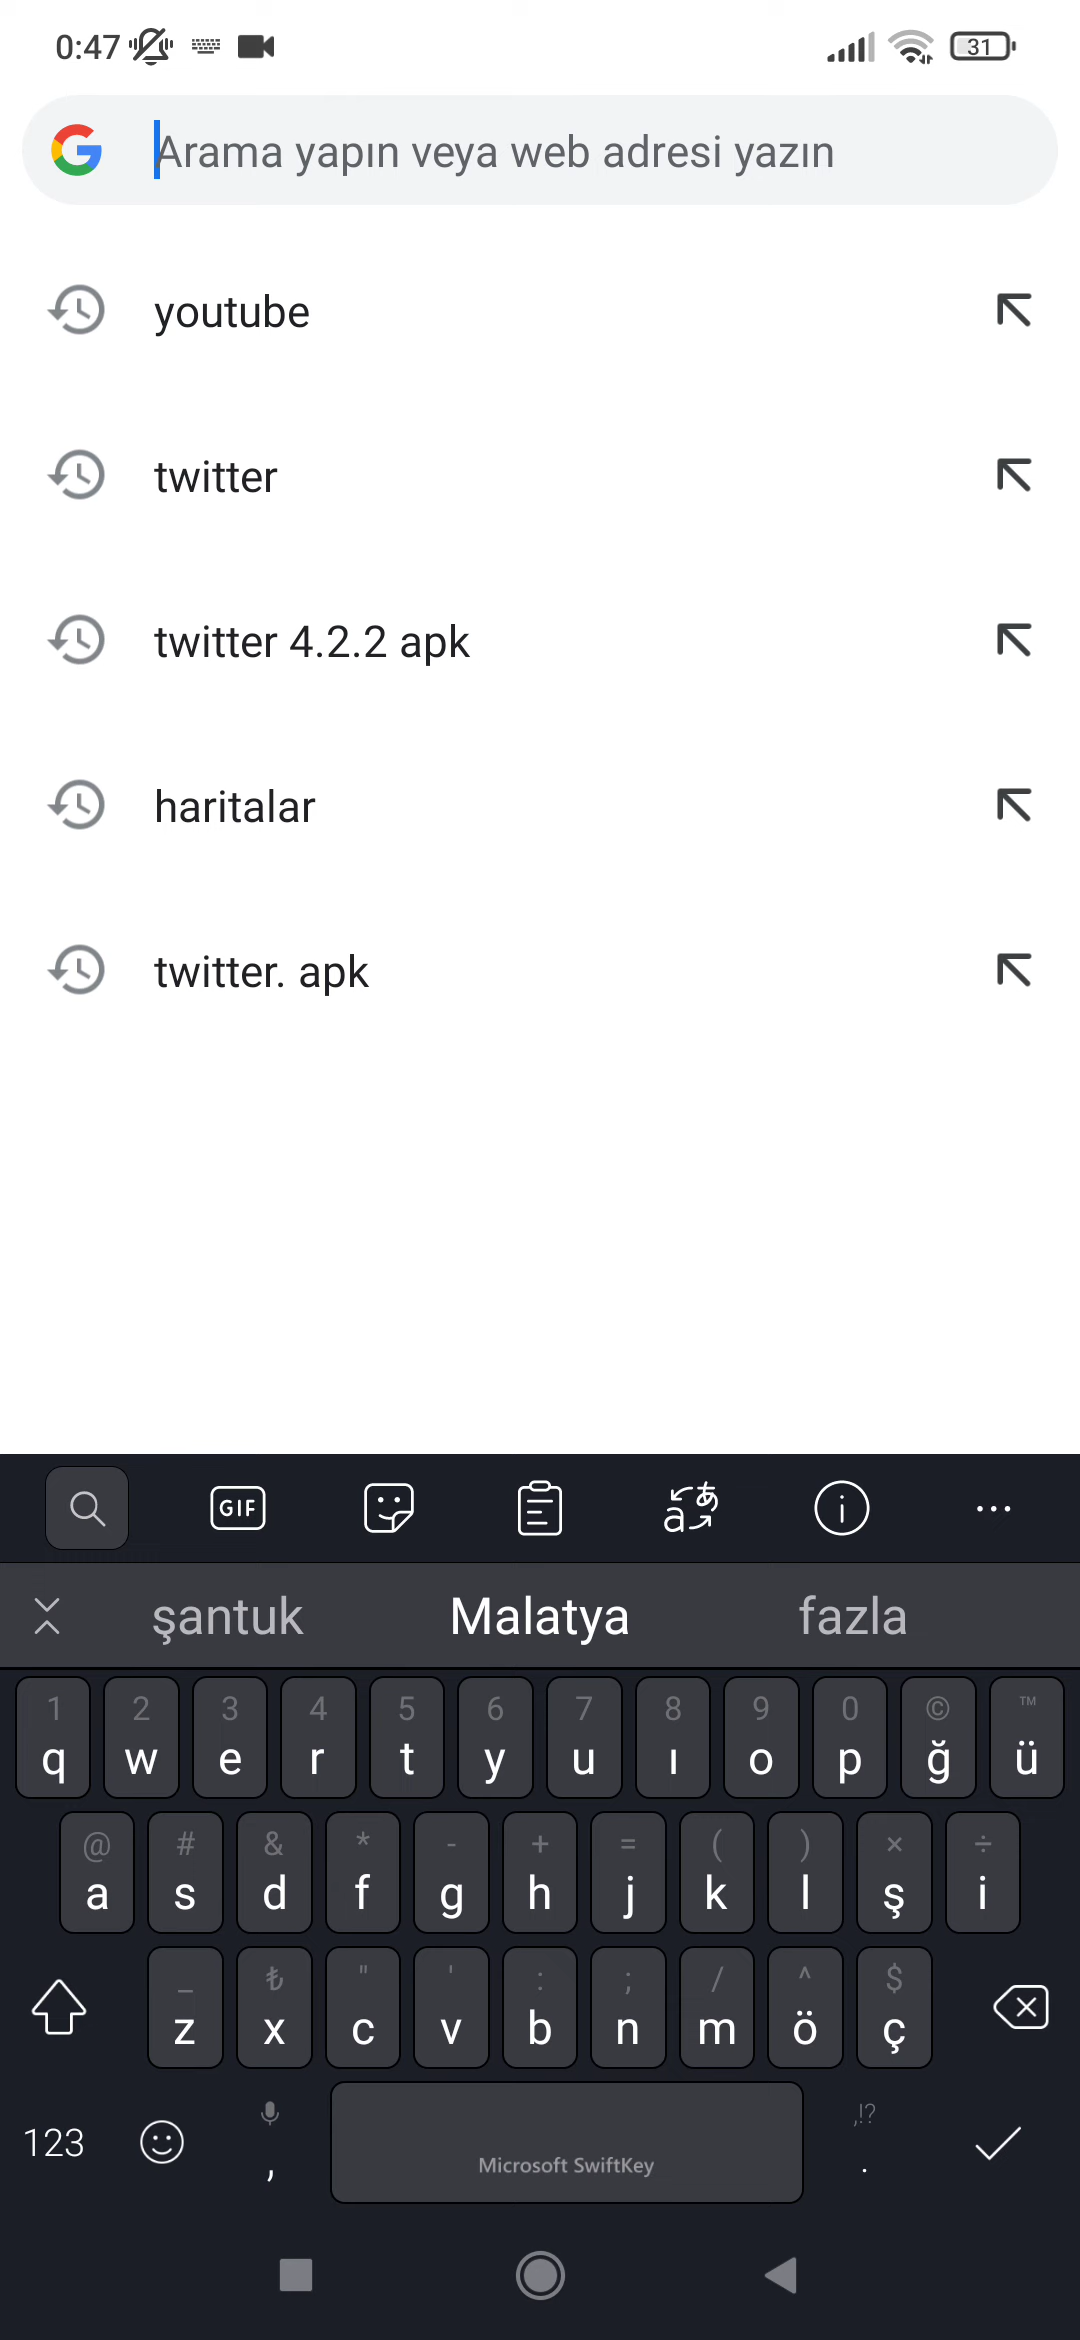 0:47
31
Arama yapın veya web adresi yazın
youtube
twitter
twitter 4.2.2 apk
haritalar
twitter. apk
GIF
şantuk Malatya fazla
1 2 3 4 5 6 7 8 9 0 © ™
q w e r t y u ı o p ğ ü
@ # & * - + = ( ) × ÷
a s d f g h j k l ş i
_ ₺ " ' : ; / ^ $
z x c v b n m ö ç
,!?
123 , Microsoft SwiftKey .